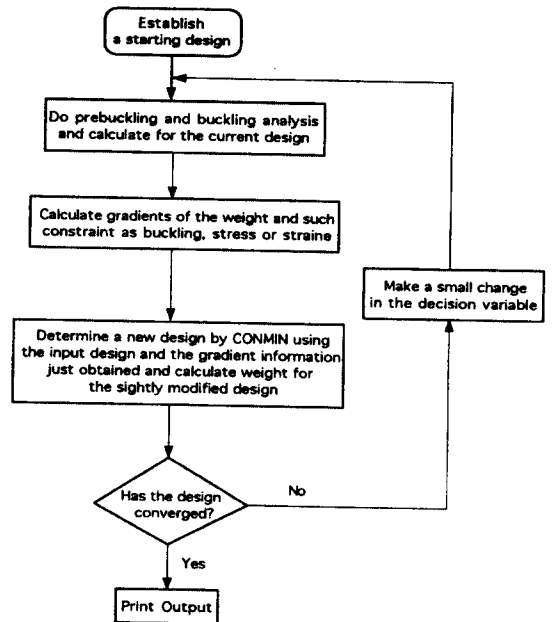 Establish
a starting design
Do prebuckling and buckling analysis
and calculate for the current design
Calculate gradients of the weight and such
constraint as buckling, stress or straine
Make a small change
in the decision variable
Determine a new design by CONMIN using
the input design and the gradient information
just obtained and calculate weight for
the sightly modified design
Has the design
converged?
No
Yes
Print Output